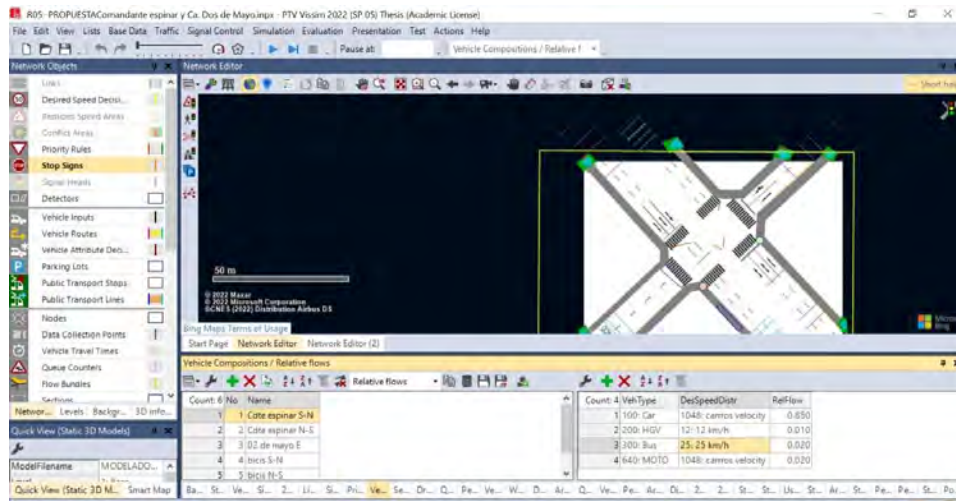 R05- PROPUESTAComandante espinar y Ca. Dos de Mayo.inpx - PTV Vissim 2022 (SP 05) Thesis (Academic License)
File Edit View Lists Base Data Traffic Signal Control Simulation Evaluation Presentation Test Actions Help
Pause at: Vehicle Compositions / Relative f
Network Objects
Network Editor
Links
Desired Speed Decisi...
Reduced Speed Areas
Conflict Areas
Priority Rules
Stop Signs
Signal Heads
Detectors
Vehicle Inputs
Vehicle Routes
Vehicle Attribute Deci...
Parking Lots
Public Transport Stops
Public Transport Lines
Nodes
Data Collection Points
Vehicle Travel Times
Queue Counters
Flow Bundles
Sections
Networ... Levels Backgr... 3D info...
50 m
© 2022 Maxar
© 2022 Microsoft Corporation
©CNES (2022) Distribution Airbus DS
Bing Maps Terms of Usage
Start Page Network Editor Network Editor (2)
Vehicle Compositions / Relative flows
Relative flows
Count: 6 No Name
1 1 Cdte espinar S-N
2 2 Cdte espinar N-S
3 3 02 de mayo E
4 4 bicis S-N
5 5 bicis N-S
Count: 4 VehType DesSpeedDistr RelFlow
1 100: Car 1048: carrros velocity 0.850
2 200: HGV 12: 12 km/h 0.010
3 300: Bus 25: 25 km/h 0.020
4 640: MOTO 1048: carrros velocity 0.020
Quick View (Static 3D Models)
ModelFilename MODELADO...
Quick View (Static 3D M... Smart Map